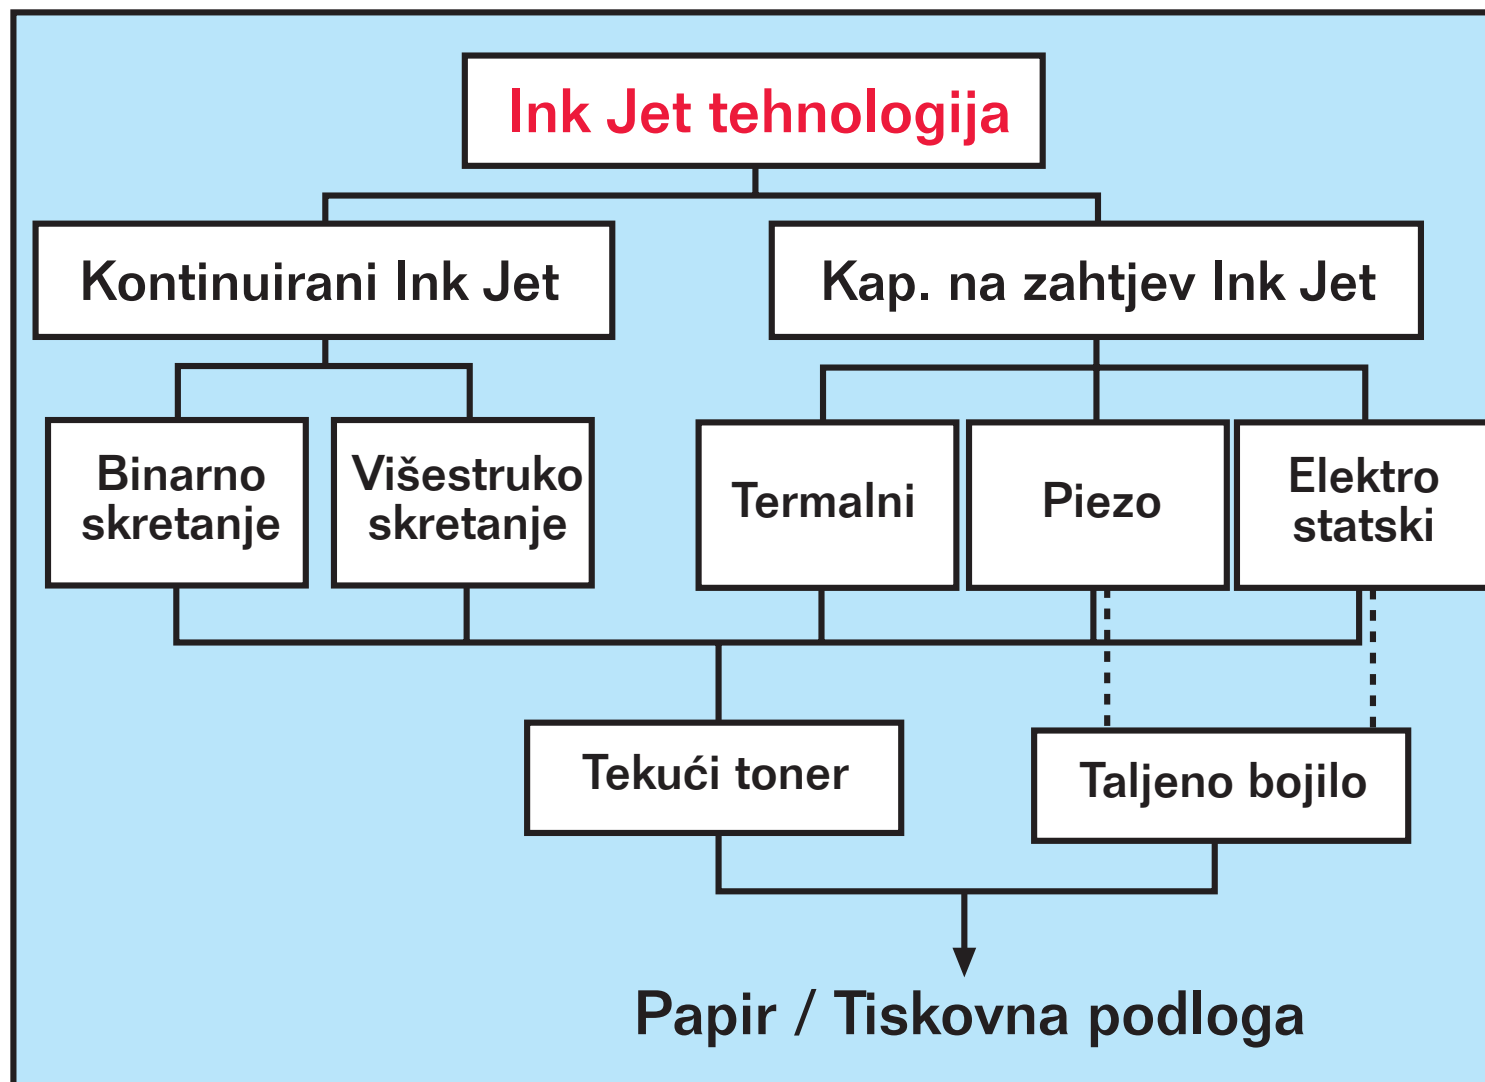 Ink Jet tehnologija
Kontinuirani Ink Jet
Kap. na zahtjev Ink Jet
Binarno
skretanje
Višestruko
skretanje
Termalni
Piezo
Elektro
statski
Tekući toner
Taljeno bojilo
Papir / Tiskovna podloga